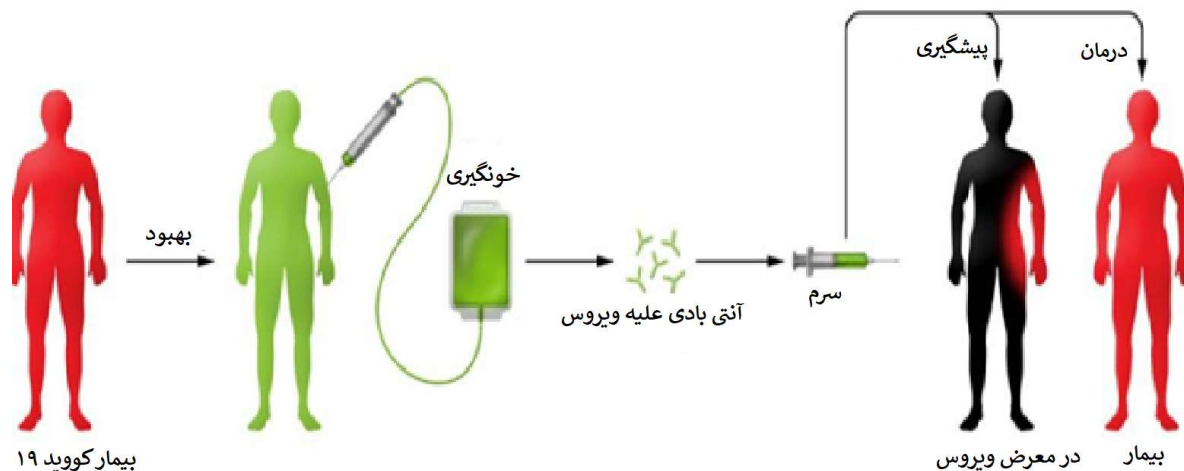 بیمار کووید ۱۹
بهبود
خونگیری
آنتی بادی علیه ویروس
سرم
پیشگیری
درمان
در معرض ویروس
بیمار